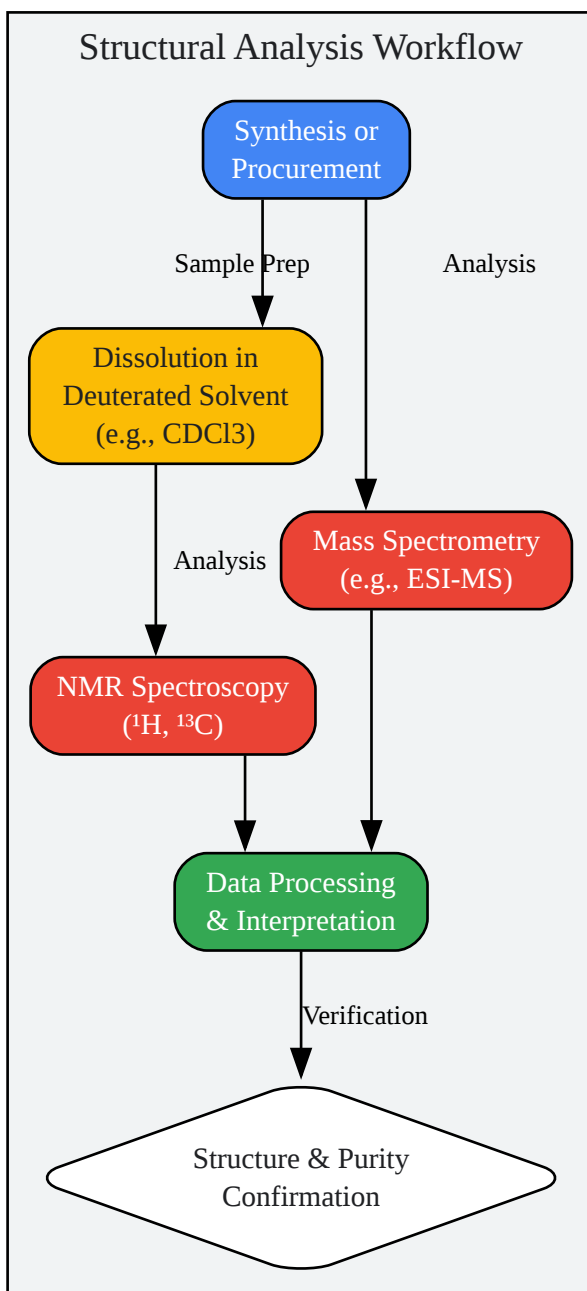 Structural Analysis Workflow
Synthesis or
Procurement
Sample Prep
Analysis
Dissolution in
Deuterated Solvent
(e.g., CDCl3)
Mass Spectrometry
(e.g., ESI-MS)
Analysis
NMR Spectroscopy
(¹H, ¹³C)
Data Processing
& Interpretation
Verification
Structure & Purity
Confirmation